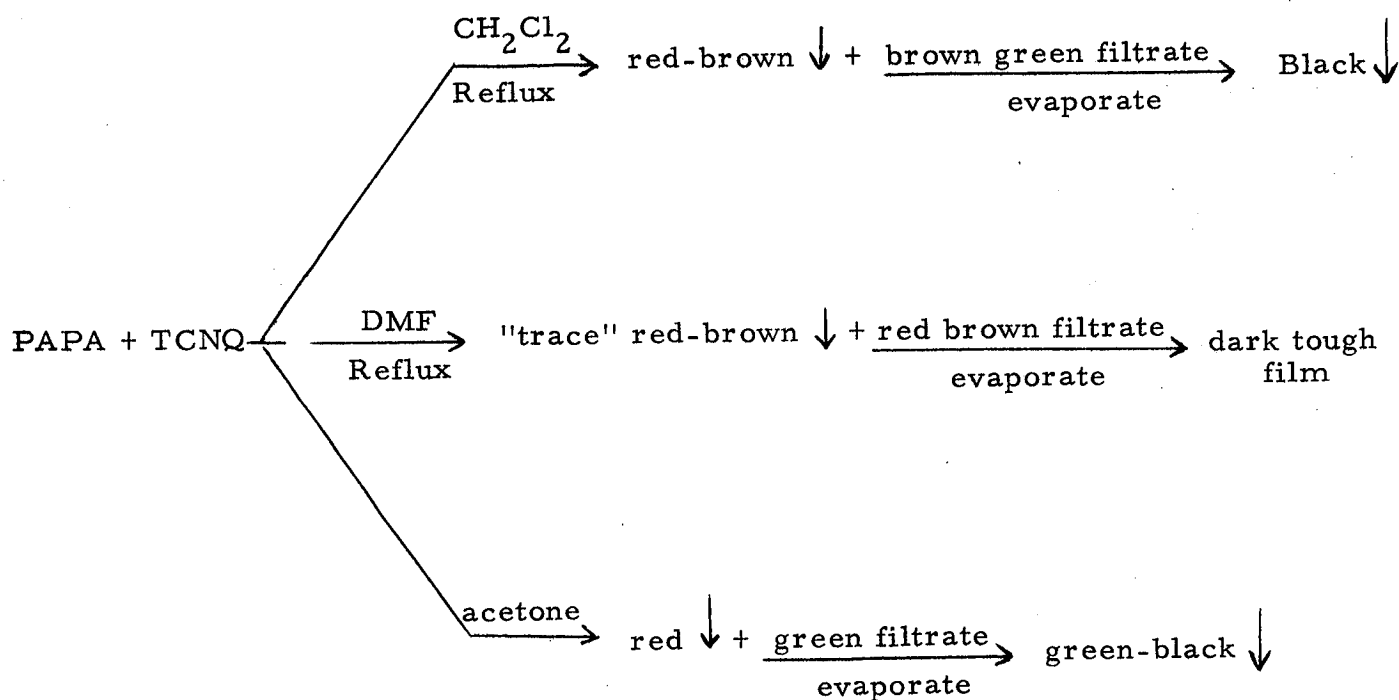 CH2Cl2
Reflux
red-brown ↓ + brown green filtrate
evaporate
Black ↓
PAPA + TCNQ
DMF
Reflux
"trace" red-brown ↓ + red brown filtrate
evaporate
dark tough
film
acetone
red ↓ + green filtrate
evaporate
green-black ↓